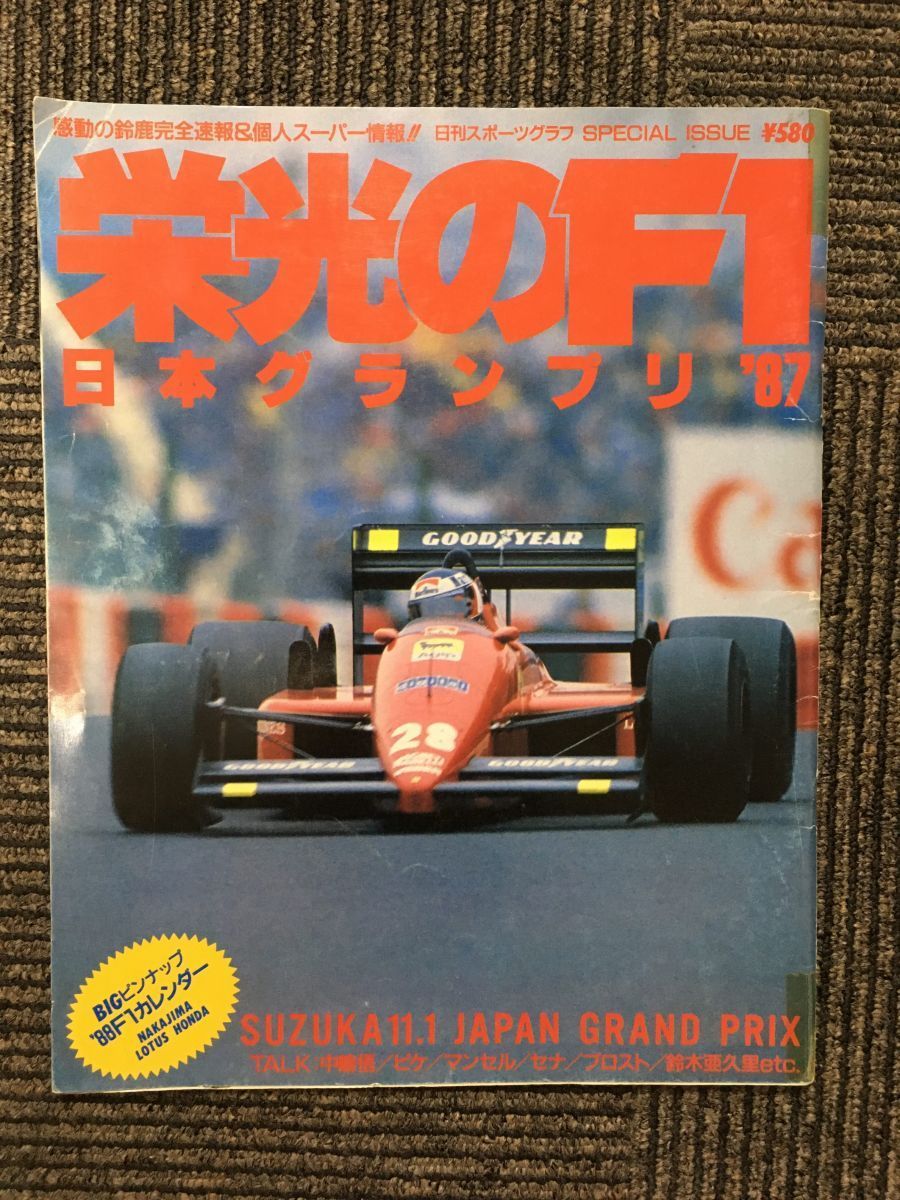 感動の鈴鹿完全速報&個人スーパー情報!! 日刊スポーツグラフ SPECIAL ISSUE ¥580
栄光のF1
日本グランプリ '87
Ca
GOODYEAR
28
GOODYEAR GOODYEAR
BIGピンナップ
'88F1カレンダー
NAKAJIMA
LOTUS HONDA
SUZUKA 11.1 JAPAN GRAND PRIX
TALK 中嶋悟/ピケ/マンセル/セナ/プロスト/鈴木亜久里etc.